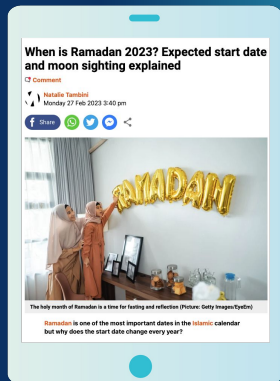 When is Ramadan 2023? Expected start date
and moon sighting explained
Comment
Natalie Tambini
Monday 27 Feb 2023 3:40 pm
f Share
RAMADAN
The holy month of Ramadan is a time for fasting and reflection (Picture: Getty Images/EyeEm)
Ramadan is one of the most important dates in the Islamic calendar
but why does the start date change every year?